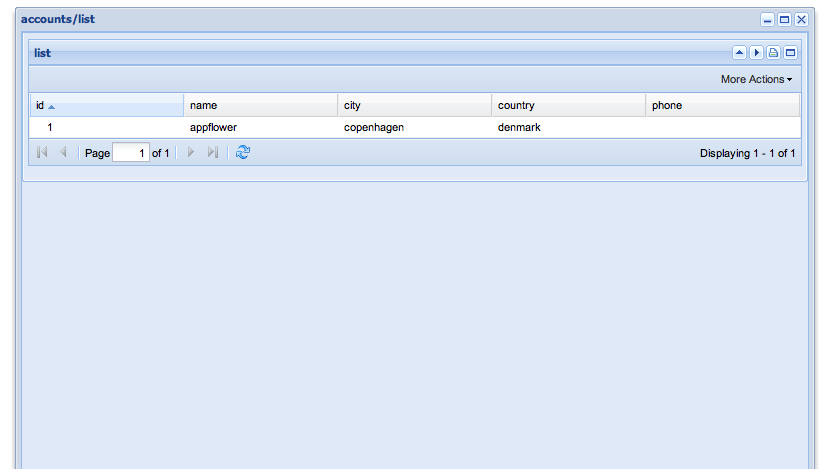 accounts/list
list
More Actions
id name city country phone
1 appflower copenhagen denmark
Page 1 of 1 Displaying 1 - 1 of 1